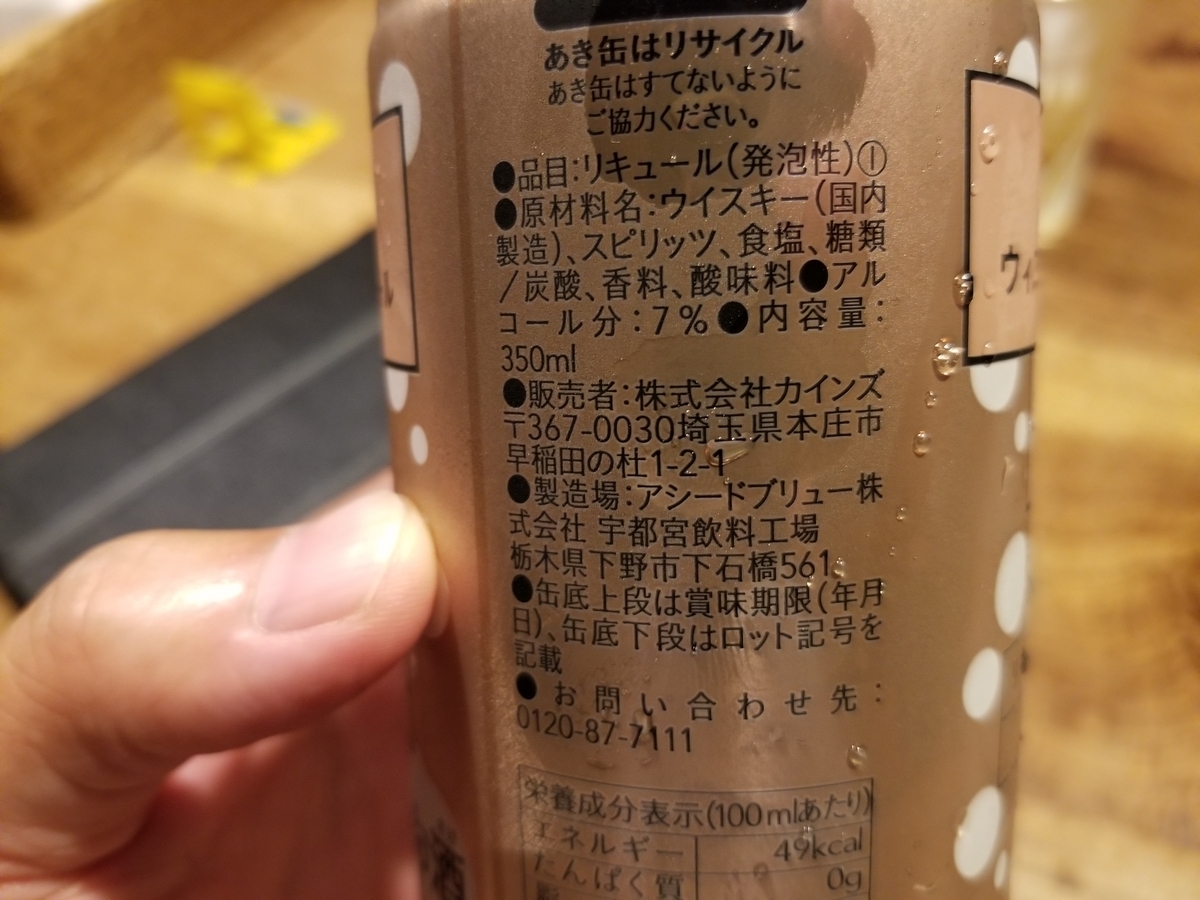 あき缶はリサイクル
あき缶はすてないように
ご協力ください。
●品目:リキュール(発泡性)①
●原材料名:ウイスキー(国内
製造)、スピリッツ、食塩、糖類
/炭酸、香料、酸味料●アル
コール分:7%●内容量:
350ml
●販売者:株式会社カインズ
〒367-0030埼玉県本庄市
早稲田の杜1-2-1
●製造場:アシードブリュー株
式会社 宇都宮飲料工場
栃木県下野市下石橋561
●缶底上段は賞味期限(年月
日)、缶底下段はロット記号を
記載
●お問い合わせ先:
0120-87-7111
栄養成分表示(100mlあたり)
エネルギー 49kcal
たんぱく質 0g
ル
ウィ
酒